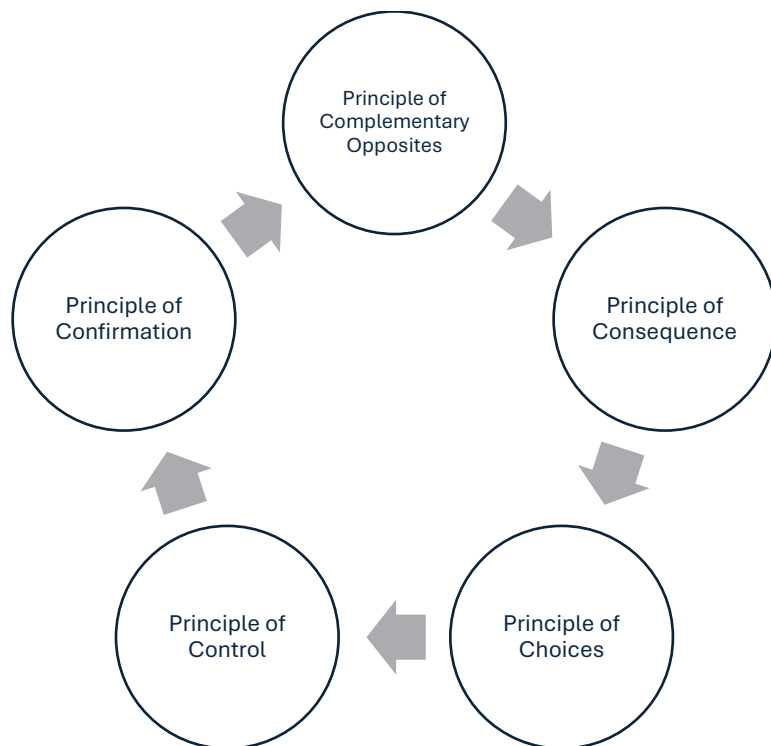 Principle of
Complementary
Opposites
Principle of
Consequence
Principle of
Choices
Principle of
Control
Principle of
Confirmation